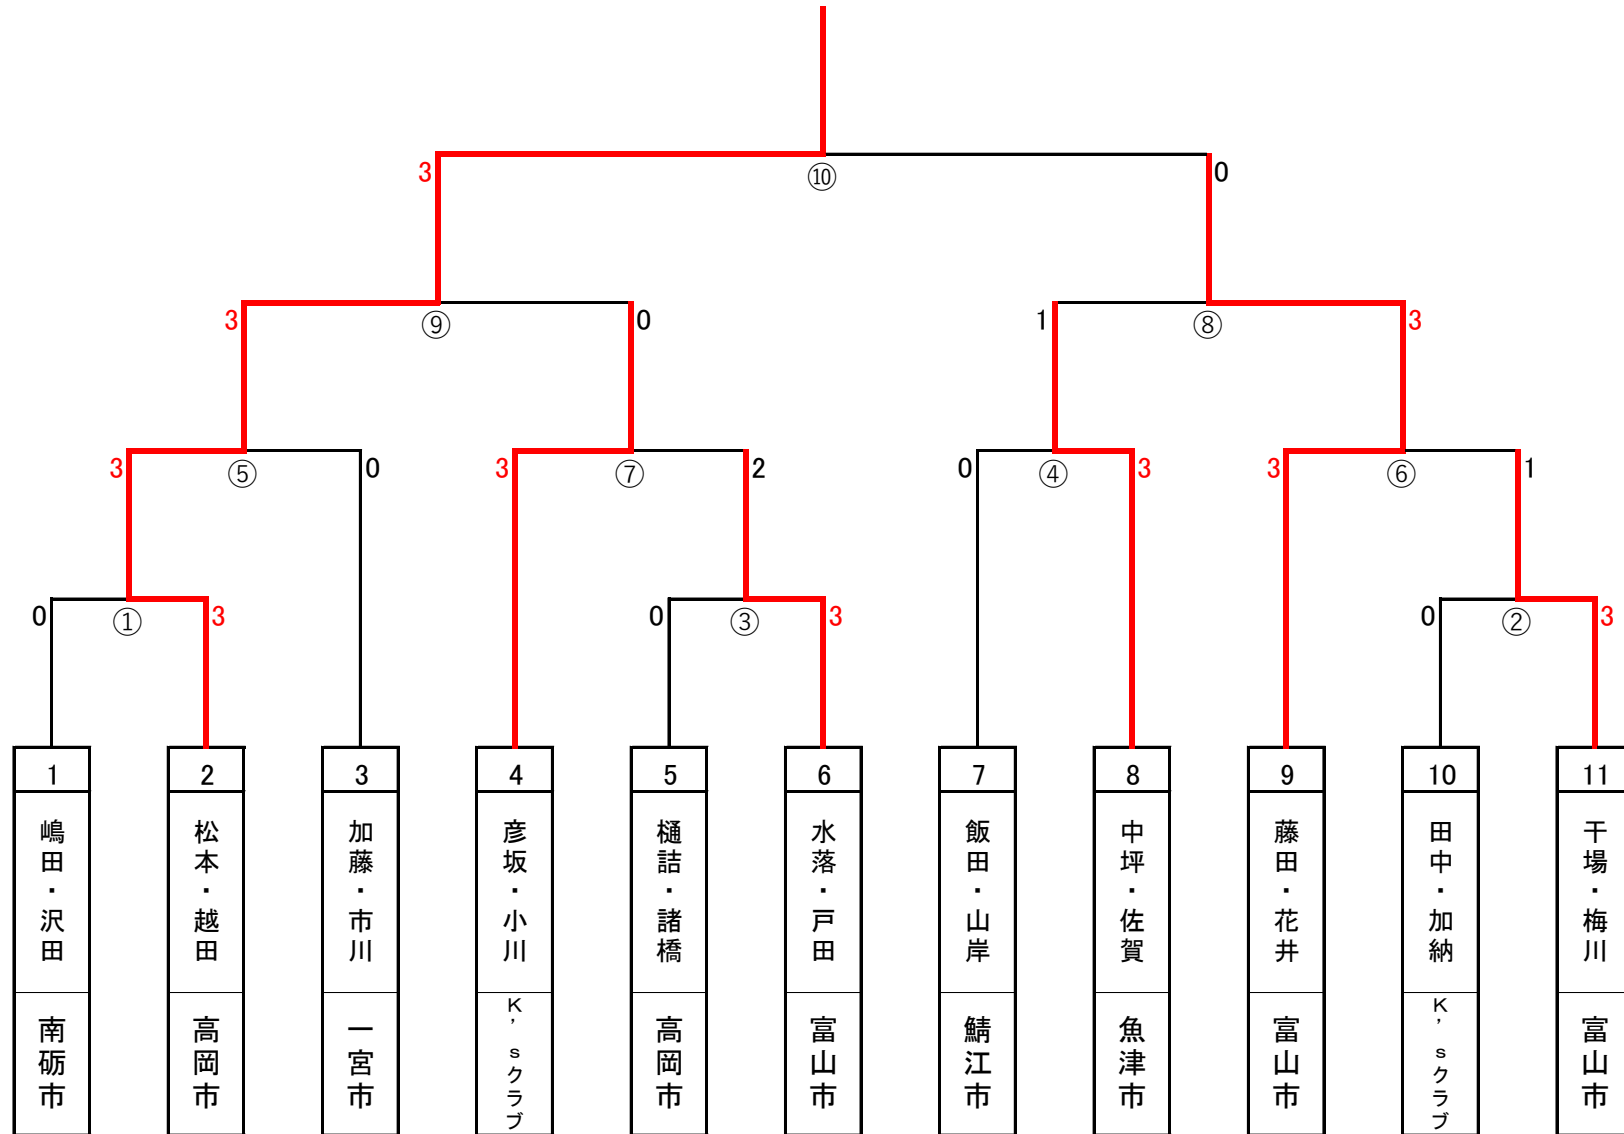 3
⑩
0
3
⑨
0
1
⑧
3
3
⑤
0
3
⑦
2
0
④
3
3
⑥
1
0
①
3
0
③
3
0
②
3
1
2
3
4
5
6
7
8
9
10
11
嶋田・沢田
松本・越田
加藤・市川
彦坂・小川
樋詰・諸橋
水落・戸田
飯田・山岸
中坪・佐賀
藤田・花井
田中・加納
干場・梅川
南砺市
高岡市
一宮市
K'sクラブ
高岡市
富山市
鯖江市
魚津市
富山市
K'sクラブ
富山市